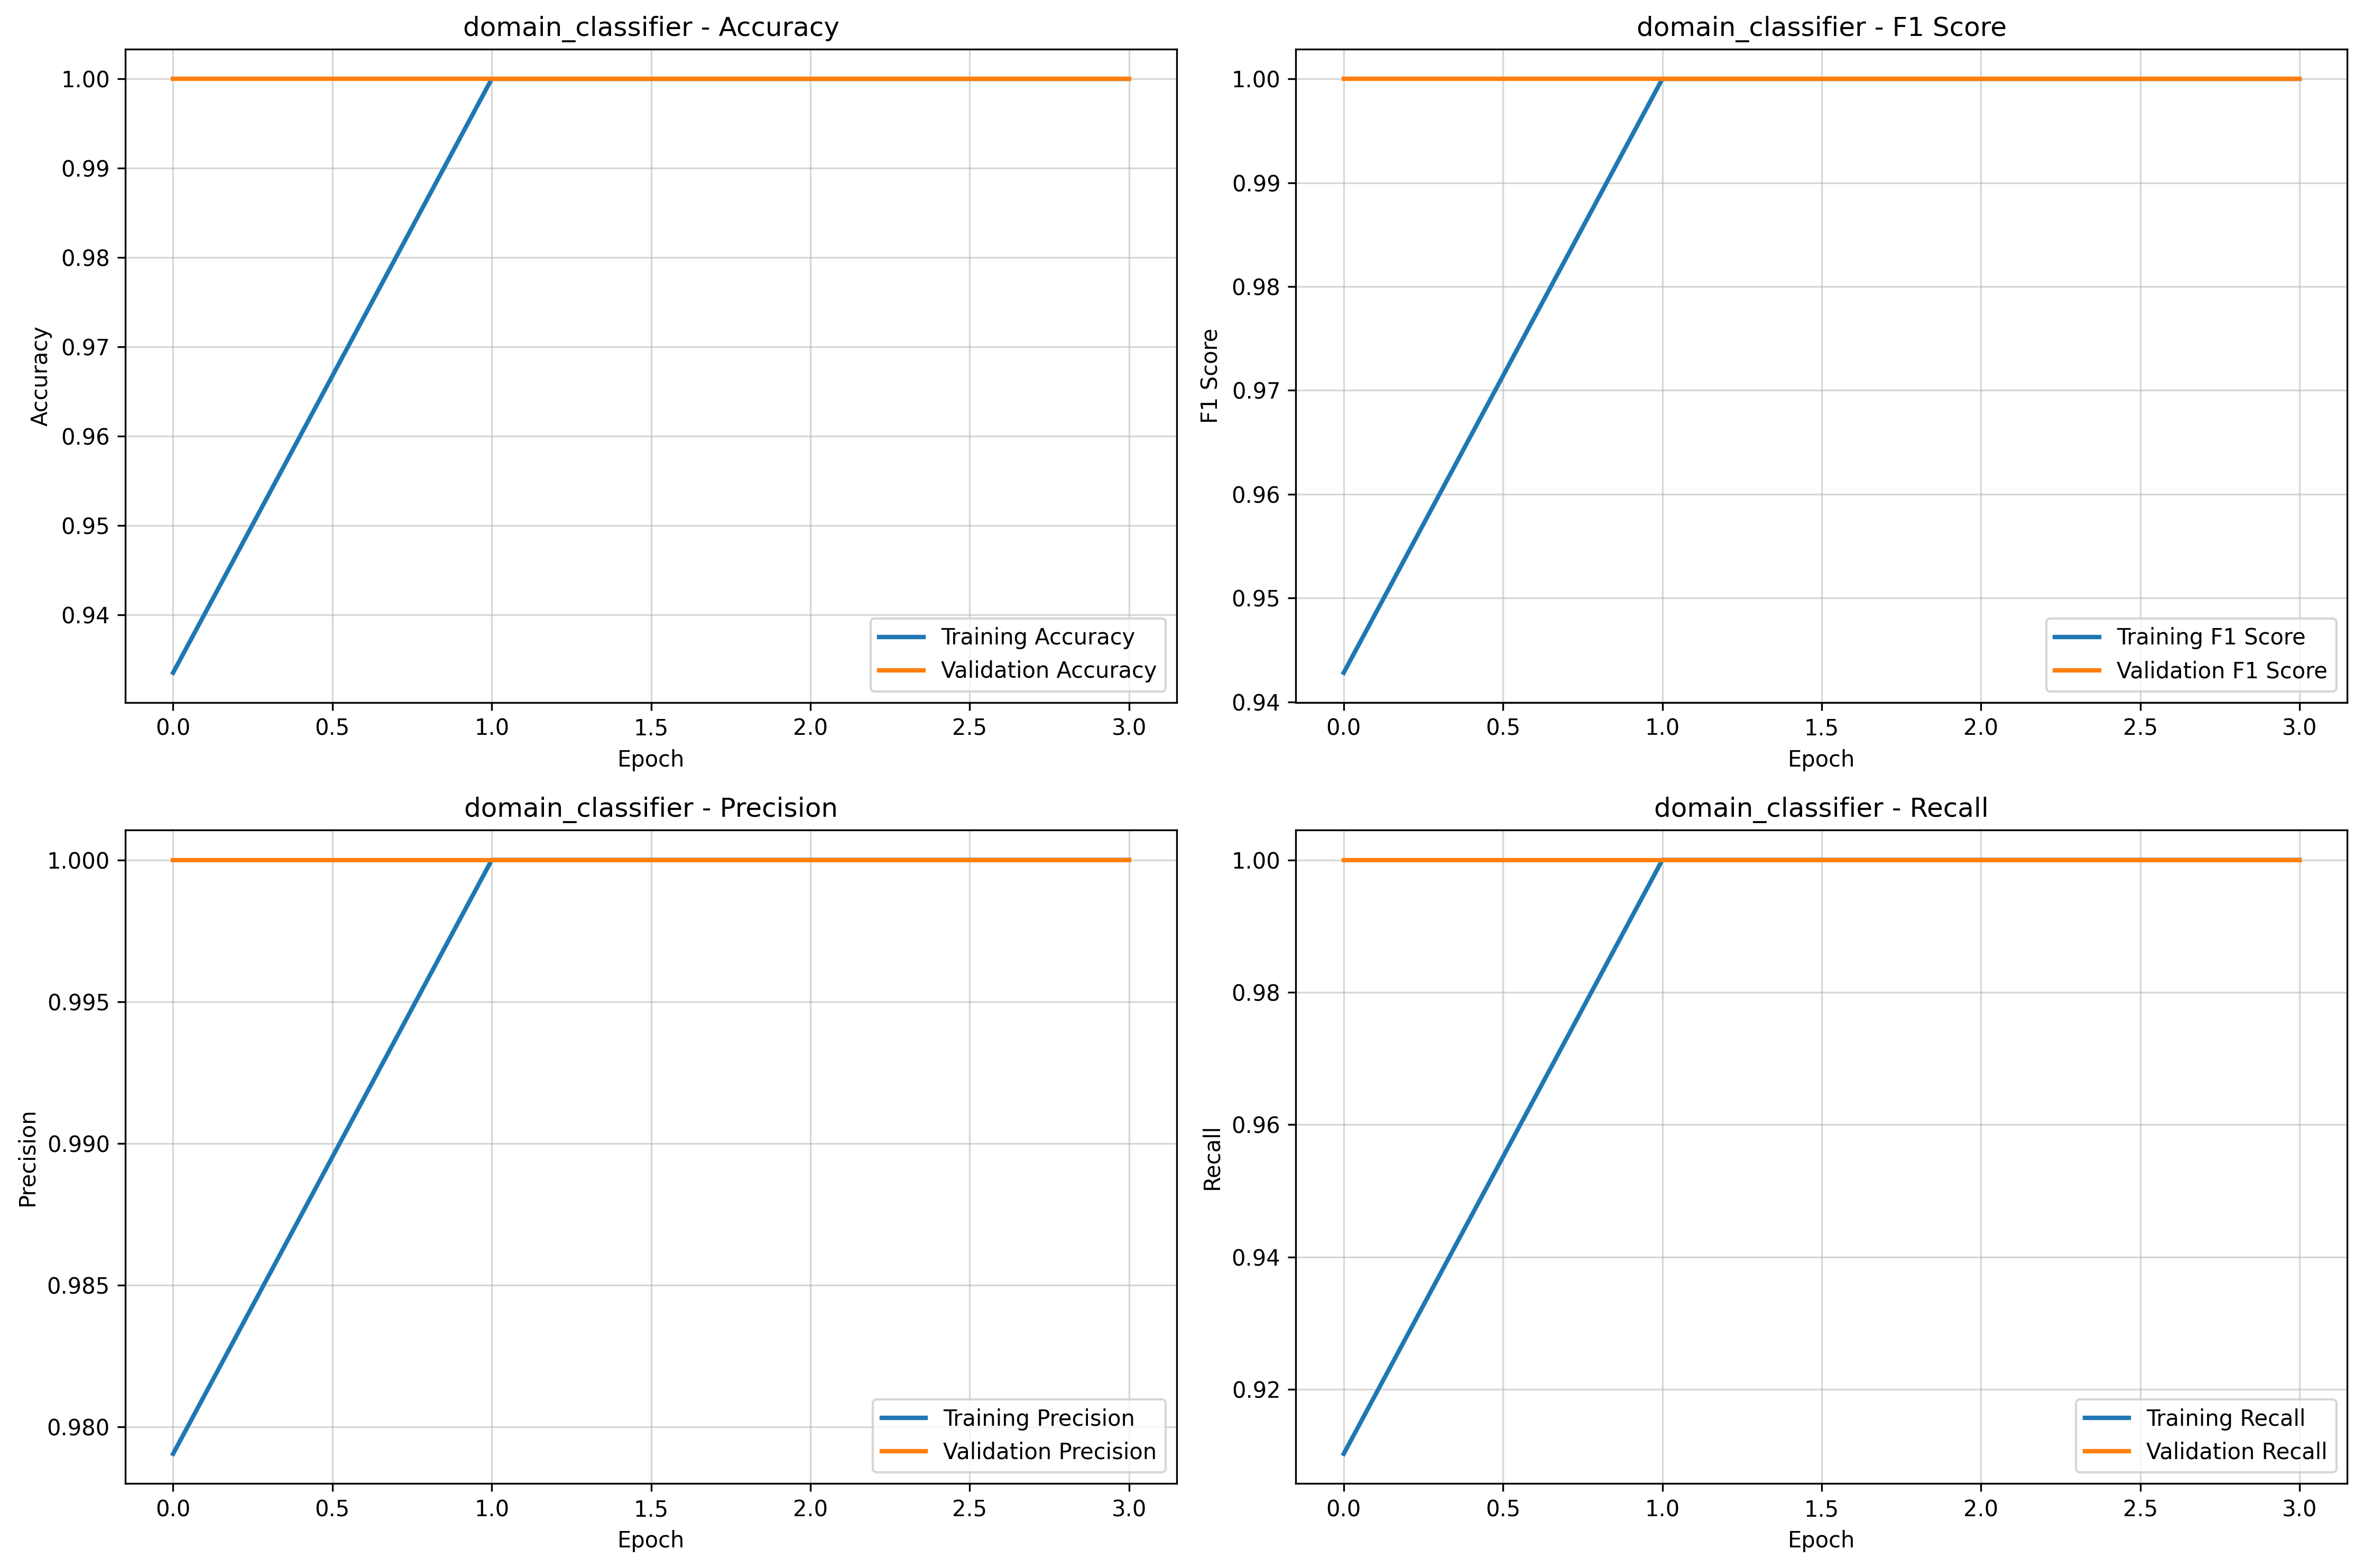 domain_classifier - Accuracy
1.00
0.99
0.98
0.97
0.96
0.95
0.94
Accuracy
Training Accuracy
Validation Accuracy
0.0 0.5 1.0 1.5 2.0 2.5 3.0
Epoch
domain_classifier - F1 Score
1.00
0.99
0.98
0.97
0.96
0.95
0.94
F1 Score
Training F1 Score
Validation F1 Score
0.0 0.5 1.0 1.5 2.0 2.5 3.0
Epoch
domain_classifier - Precision
1.000
0.995
0.990
0.985
0.980
Precision
Training Precision
Validation Precision
0.0 0.5 1.0 1.5 2.0 2.5 3.0
Epoch
domain_classifier - Recall
1.00
0.98
0.96
0.94
0.92
Recall
Training Recall
Validation Recall
0.0 0.5 1.0 1.5 2.0 2.5 3.0
Epoch